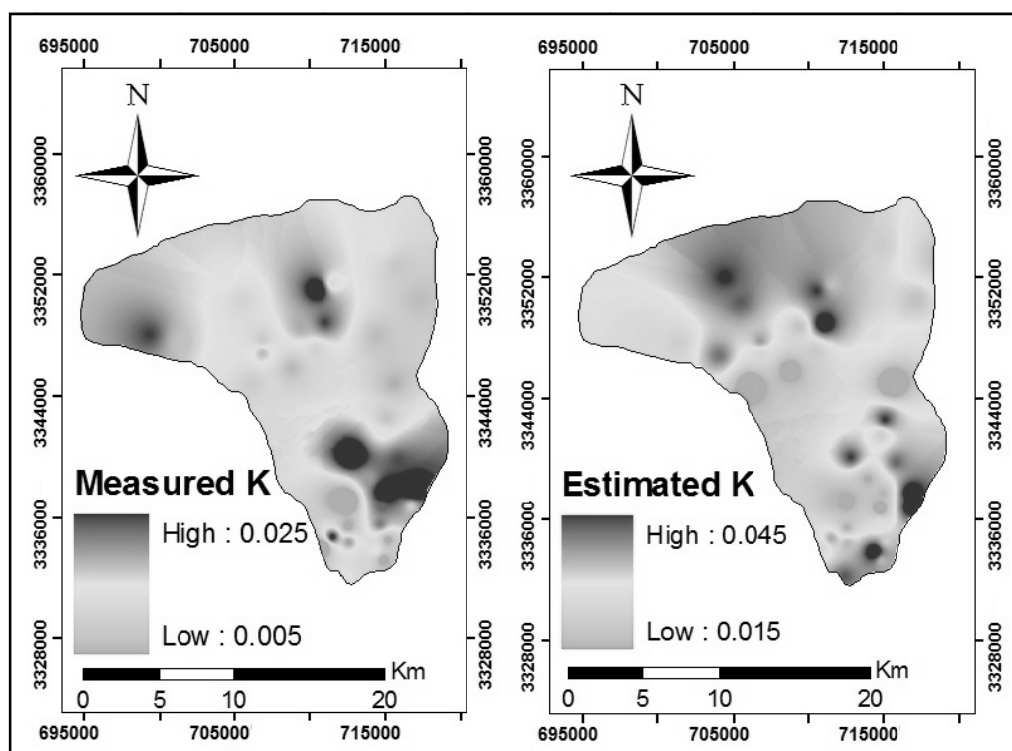 695000 705000 715000
695000 705000 715000
N
N
3360000
3352000
3344000
3336000
3328000
3360000
3352000
3344000
3336000
3328000
3360000
3352000
3344000
3336000
3328000
Measured K
High : 0.025
Low : 0.005
Km
0 5 10 20
Estimated K
High : 0.045
Low : 0.015
Km
0 5 10 20
695000 705000 715000
695000 705000 715000